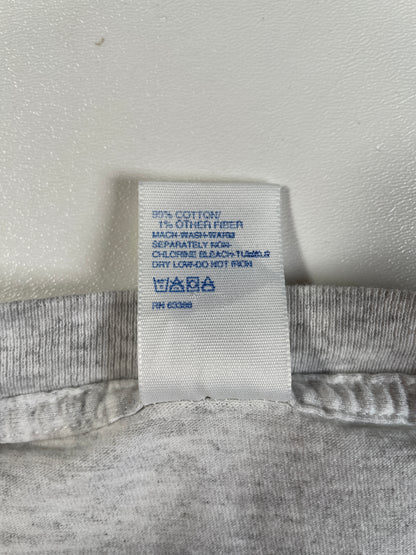 99% COTTON/
1% OTHER FIBER
MACH WASH-WARM
SEPARATELY NON-
CHLORINE BLEACH-TUMBLE
DRY LOW-DO NOT IRON
RN 63386